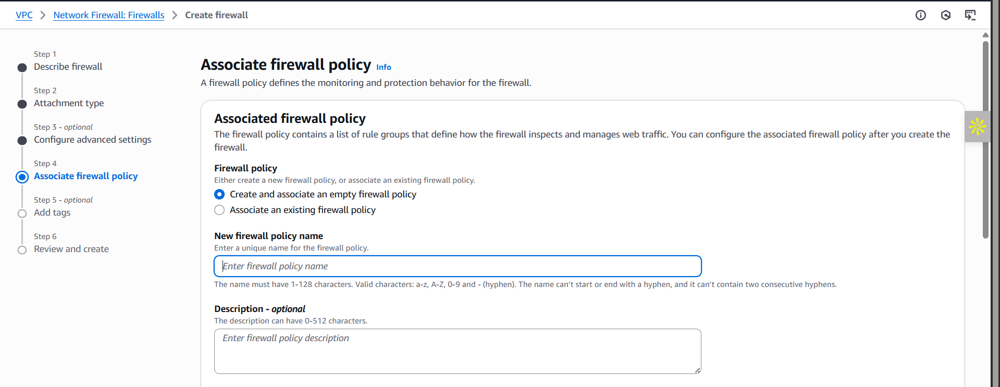 VPC > Network Firewall: Firewalls > Create firewall
Step 1
Describe firewall
Step 2
Attachment type
Step 3 - optional
Configure advanced settings
Step 4
Associate firewall policy
Step 5 - optional
Add tags
Step 6
Review and create
Associate firewall policy Info
A firewall policy defines the monitoring and protection behavior for the firewall.
Associated firewall policy
The firewall policy contains a list of rule groups that define how the firewall inspects and manages web traffic. You can configure the associated firewall policy after you create the
firewall.
Firewall policy
Either create a new firewall policy, or associate an existing firewall policy.
Create and associate an empty firewall policy
Associate an existing firewall policy
New firewall policy name
Enter a unique name for the firewall policy.
Enter firewall policy name
The name must have 1-128 characters. Valid characters: a-z, A-Z, 0-9 and - (hyphen). The name can't start or end with a hyphen, and it can't contain two consecutive hyphens.
Description - optional
The description can have 0-512 characters.
Enter firewall policy description